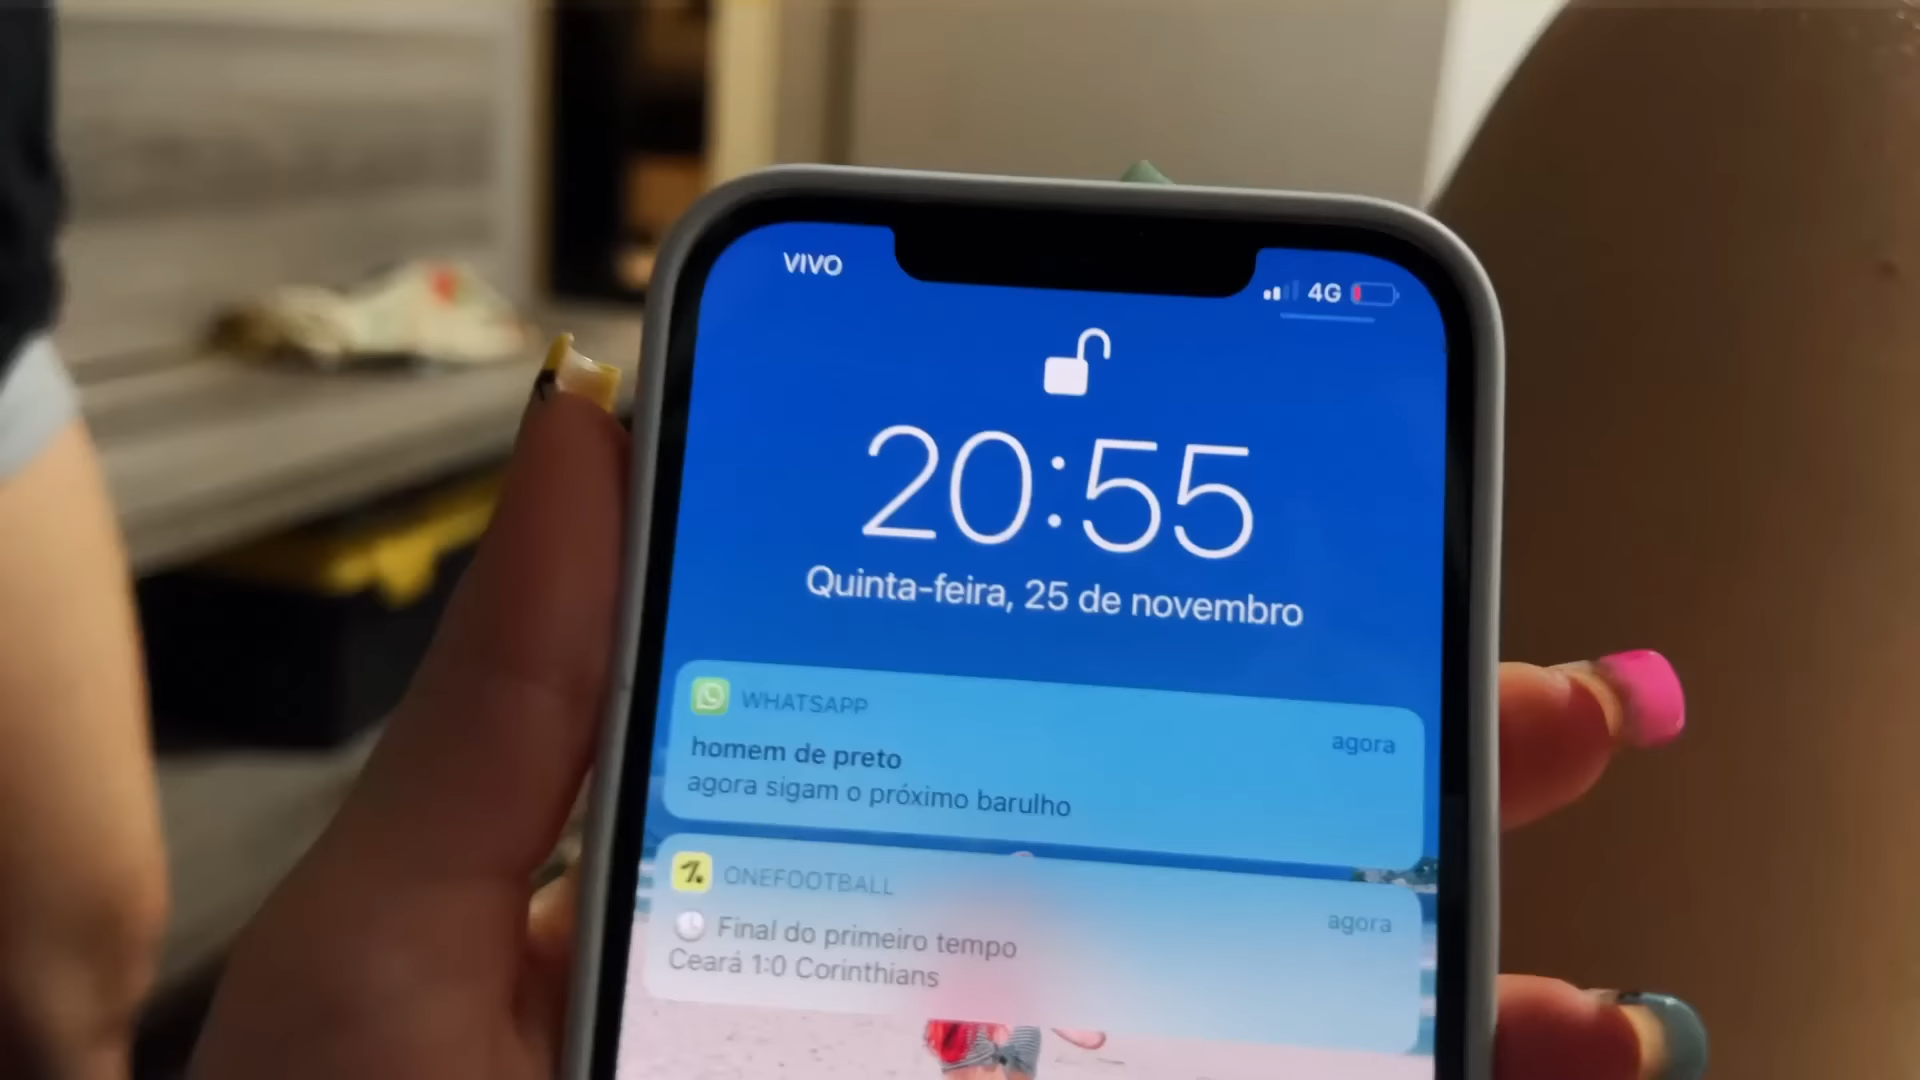 VIVO
4G
20:55
Quinta-feira, 25 de novembro
WHATSAPP
agora
homem de preto
agora sigam o próximo barulho
ONEFOOTBALL
agora
Final do primeiro tempo
Ceará 1:0 Corinthians